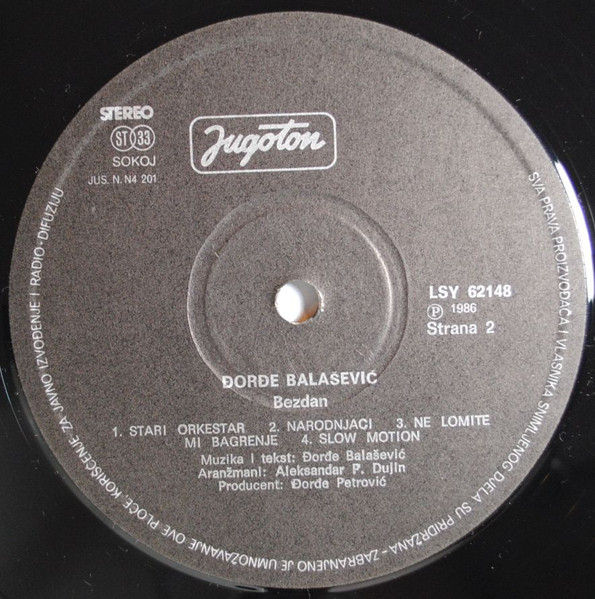 STEREO
ST 33
SOKOJ
JUS. N. N4 201
Jugoton
LSY 62148
Ⓟ 1986
Strana 2
ĐORĐE BALAŠEVIĆ
Bezdan
1. STARI ORKESTAR 2. NARODNJACI 3. NE LOMITE
MI BAGRENJE 4. SLOW MOTION
Muzika i tekst: Đorđe Balašević
Aranžmani: Aleksandar P. Dujin
Producent: Đorđe Petrović
SVA PRAVA PROIZVOĐAČA I VLASNIKA SNIMLJENOG DJELA SU PRIDRŽANA - ZABRANJENO JE UMNOŽAVANJE OVE PLOČE, KORIŠĆENJE ZA JAVNO IZVOĐENJE I RADIO-DIFUZIJU